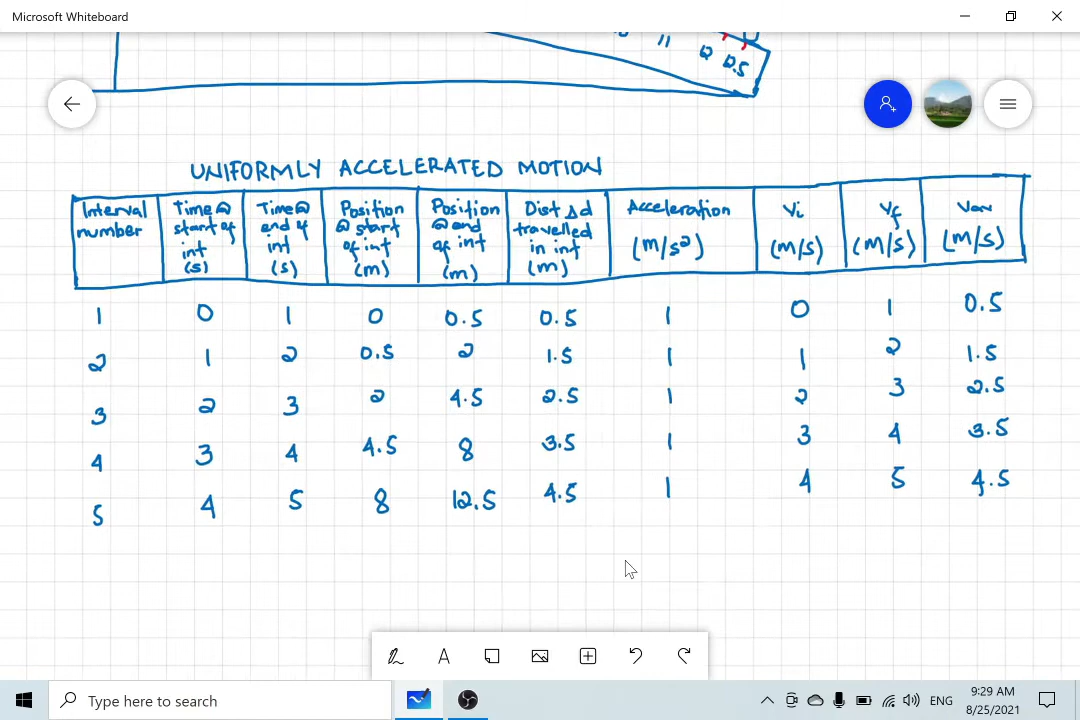 Microsoft Whiteboard
11
12 12.5
UNIFORMLY ACCELERATED MOTION
Interval number | Time @ start of int (s) | Time @ end of int (s) | Position @ start of int (m) | Position @ end of int (m) | Dist Δd travelled in int (m) | Acceleration (m/s²) | Vi (m/s) | Vf (m/s) | Vav (m/s)
1 0 1 0 0.5 0.5 1 0 1 0.5
2 1 2 0.5 2 1.5 1 1 2 1.5
3 2 3 2 4.5 2.5 1 2 3 2.5
4 3 4 4.5 8 3.5 1 3 4 3.5
5 4 5 8 12.5 4.5 1 4 5 4.5
Type here to search
ENG
9:29 AM
8/25/2021